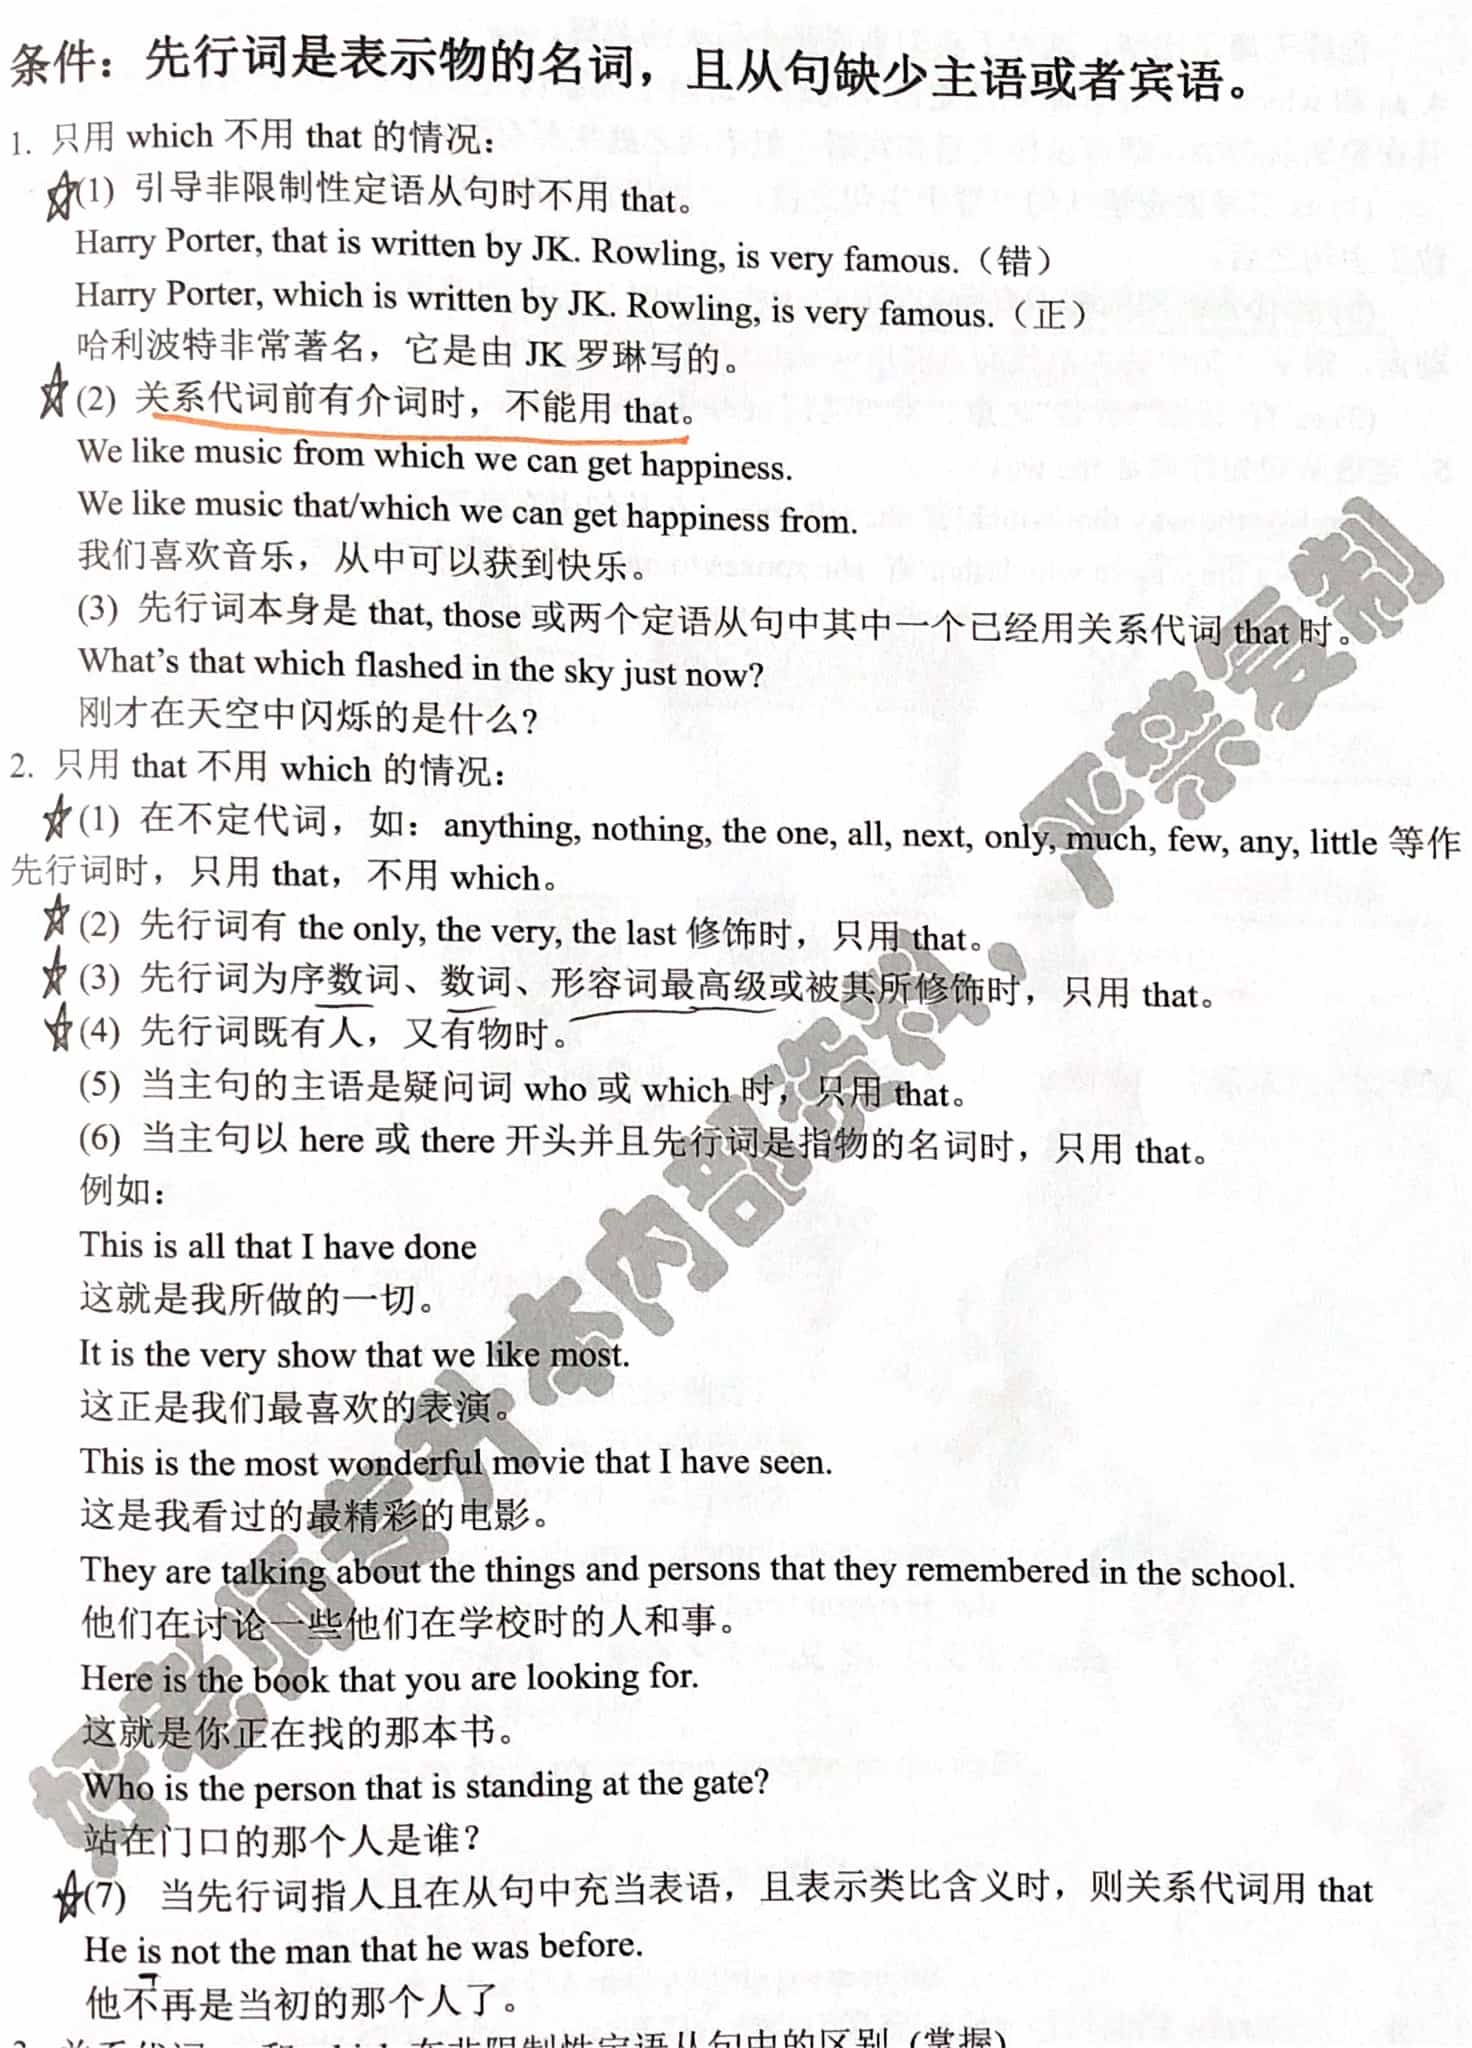 条件：先行词是表示物的名词，且从句缺少主语或者宾语。
1. 只用 which 不用 that 的情况：
(1) 引导非限制性定语从句时不用 that。
Harry Porter, that is written by JK. Rowling, is very famous.（错）
Harry Porter, which is written by JK. Rowling, is very famous.（正）
哈利波特非常著名，它是由 JK 罗琳写的。
(2) 关系代词前有介词时，不能用 that。
We like music from which we can get happiness.
We like music that/which we can get happiness from.
我们喜欢音乐，从中可以获到快乐。
(3) 先行词本身是 that, those 或两个定语从句中其中一个已经用关系代词 that 时。
What's that which flashed in the sky just now?
刚才在天空中闪烁的是什么?
2. 只用 that 不用 which 的情况：
(1) 在不定代词，如：anything, nothing, the one, all, next, only, much, few, any, little 等作
先行词时，只用 that，不用 which。
(2) 先行词有 the only, the very, the last 修饰时，只用 that。
(3) 先行词为序数词、数词、形容词最高级或被其所修饰时，只用 that。
(4) 先行词既有人，又有物时。
(5) 当主句的主语是疑问词 who 或 which 时，只用 that。
(6) 当主句以 here 或 there 开头并且先行词是指物的名词时，只用 that。
例如：
This is all that I have done
这就是我所做的一切。
It is the very show that we like most.
这正是我们最喜欢的表演。
This is the most wonderful movie that I have seen.
这是我看过的最精彩的电影。
They are talking about the things and persons that they remembered in the school.
他们在讨论一些他们在学校时的人和事。
Here is the book that you are looking for.
这就是你正在找的那本书。
Who is the person that is standing at the gate?
站在门口的那个人是谁？
(7) 当先行词指人且在从句中充当表语，且表示类比含义时，则关系代词用 that
He is not the man that he was before.
他不再是当初的那个人了。
在非限制性定语从句中的区别 (掌握)
好老师专升本内部资料，严禁复制